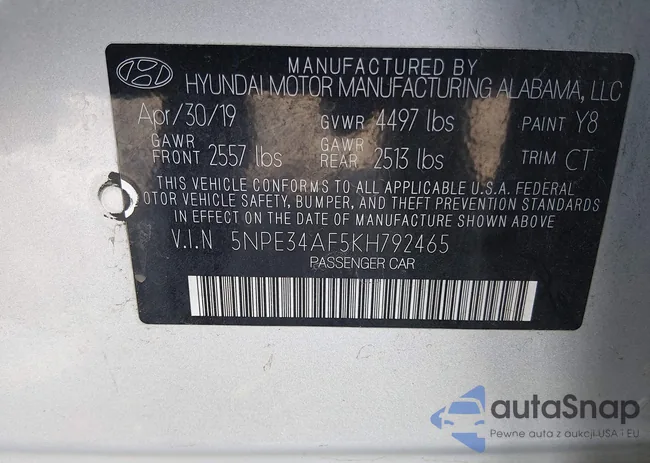 MANUFACTURED BY
HYUNDAI MOTOR MANUFACTURING ALABAMA, LLC
Apr/30/19 GVWR 4497 lbs PAINT Y8
GAWR FRONT 2557 lbs GAWR REAR 2513 lbs TRIM CT
THIS VEHICLE CONFORMS TO ALL APPLICABLE U.S.A. FEDERAL
OTOR VEHICLE SAFETY, BUMPER, AND THEFT PREVENTION STANDARDS
IN EFFECT ON THE DATE OF MANUFACTURE SHOWN ABOVE.
V.I.N 5NPE34AF5KH792465
PASSENGER CAR
autaSnap
Pewne auta z aukcji USA i EU